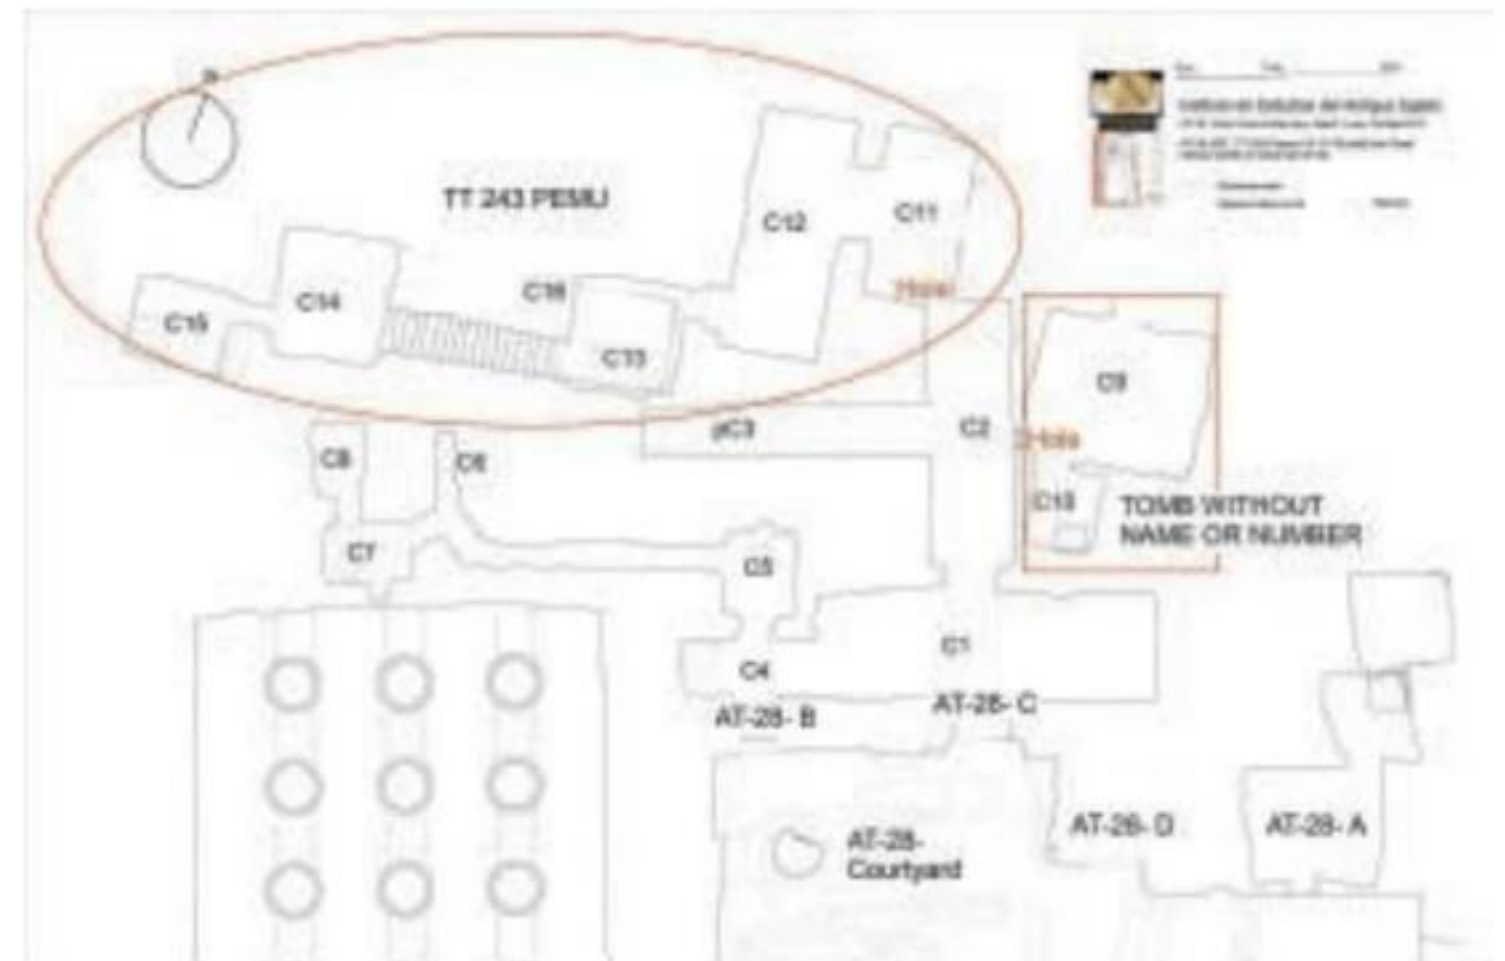 TT 243 PEMU
C12
C11
Hole
C14
C16
C15
C13
C9
pC3
C2
Hole
C8
C6
C10
TOMB WITHOUT
NAME OR NUMBER
C7
C5
C1
C4
AT-28- B
AT-28- C
AT-28- D
AT-28- A
AT-28-
Courtyard